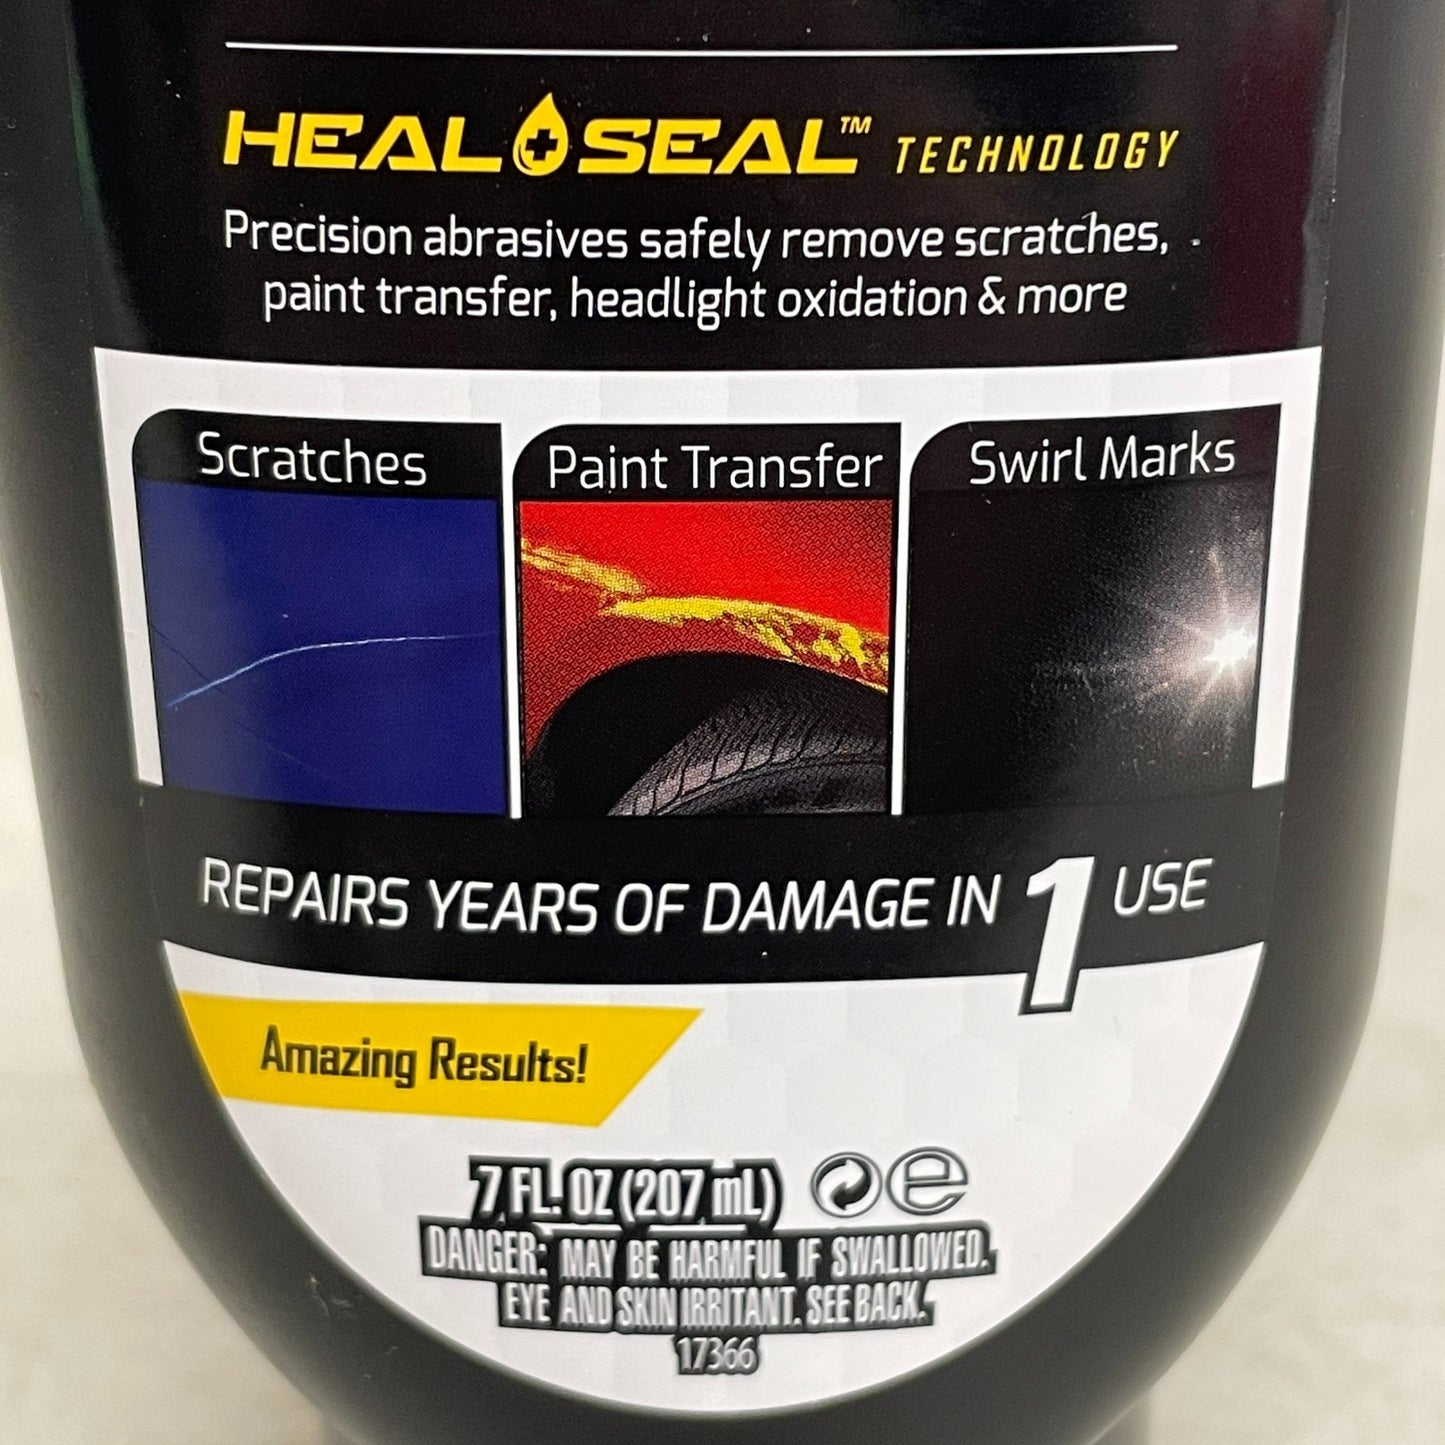 HEAL SEAL™ TECHNOLOGY
Precision abrasives safely remove scratches,
paint transfer, headlight oxidation & more
Scratches
Paint Transfer
Swirl Marks
REPAIRS YEARS OF DAMAGE IN 1 USE
Amazing Results!
7 FL. OZ (207 mL) e
DANGER: MAY BE HARMFUL IF SWALLOWED.
EYE AND SKIN IRRITANT. SEE BACK.
17366